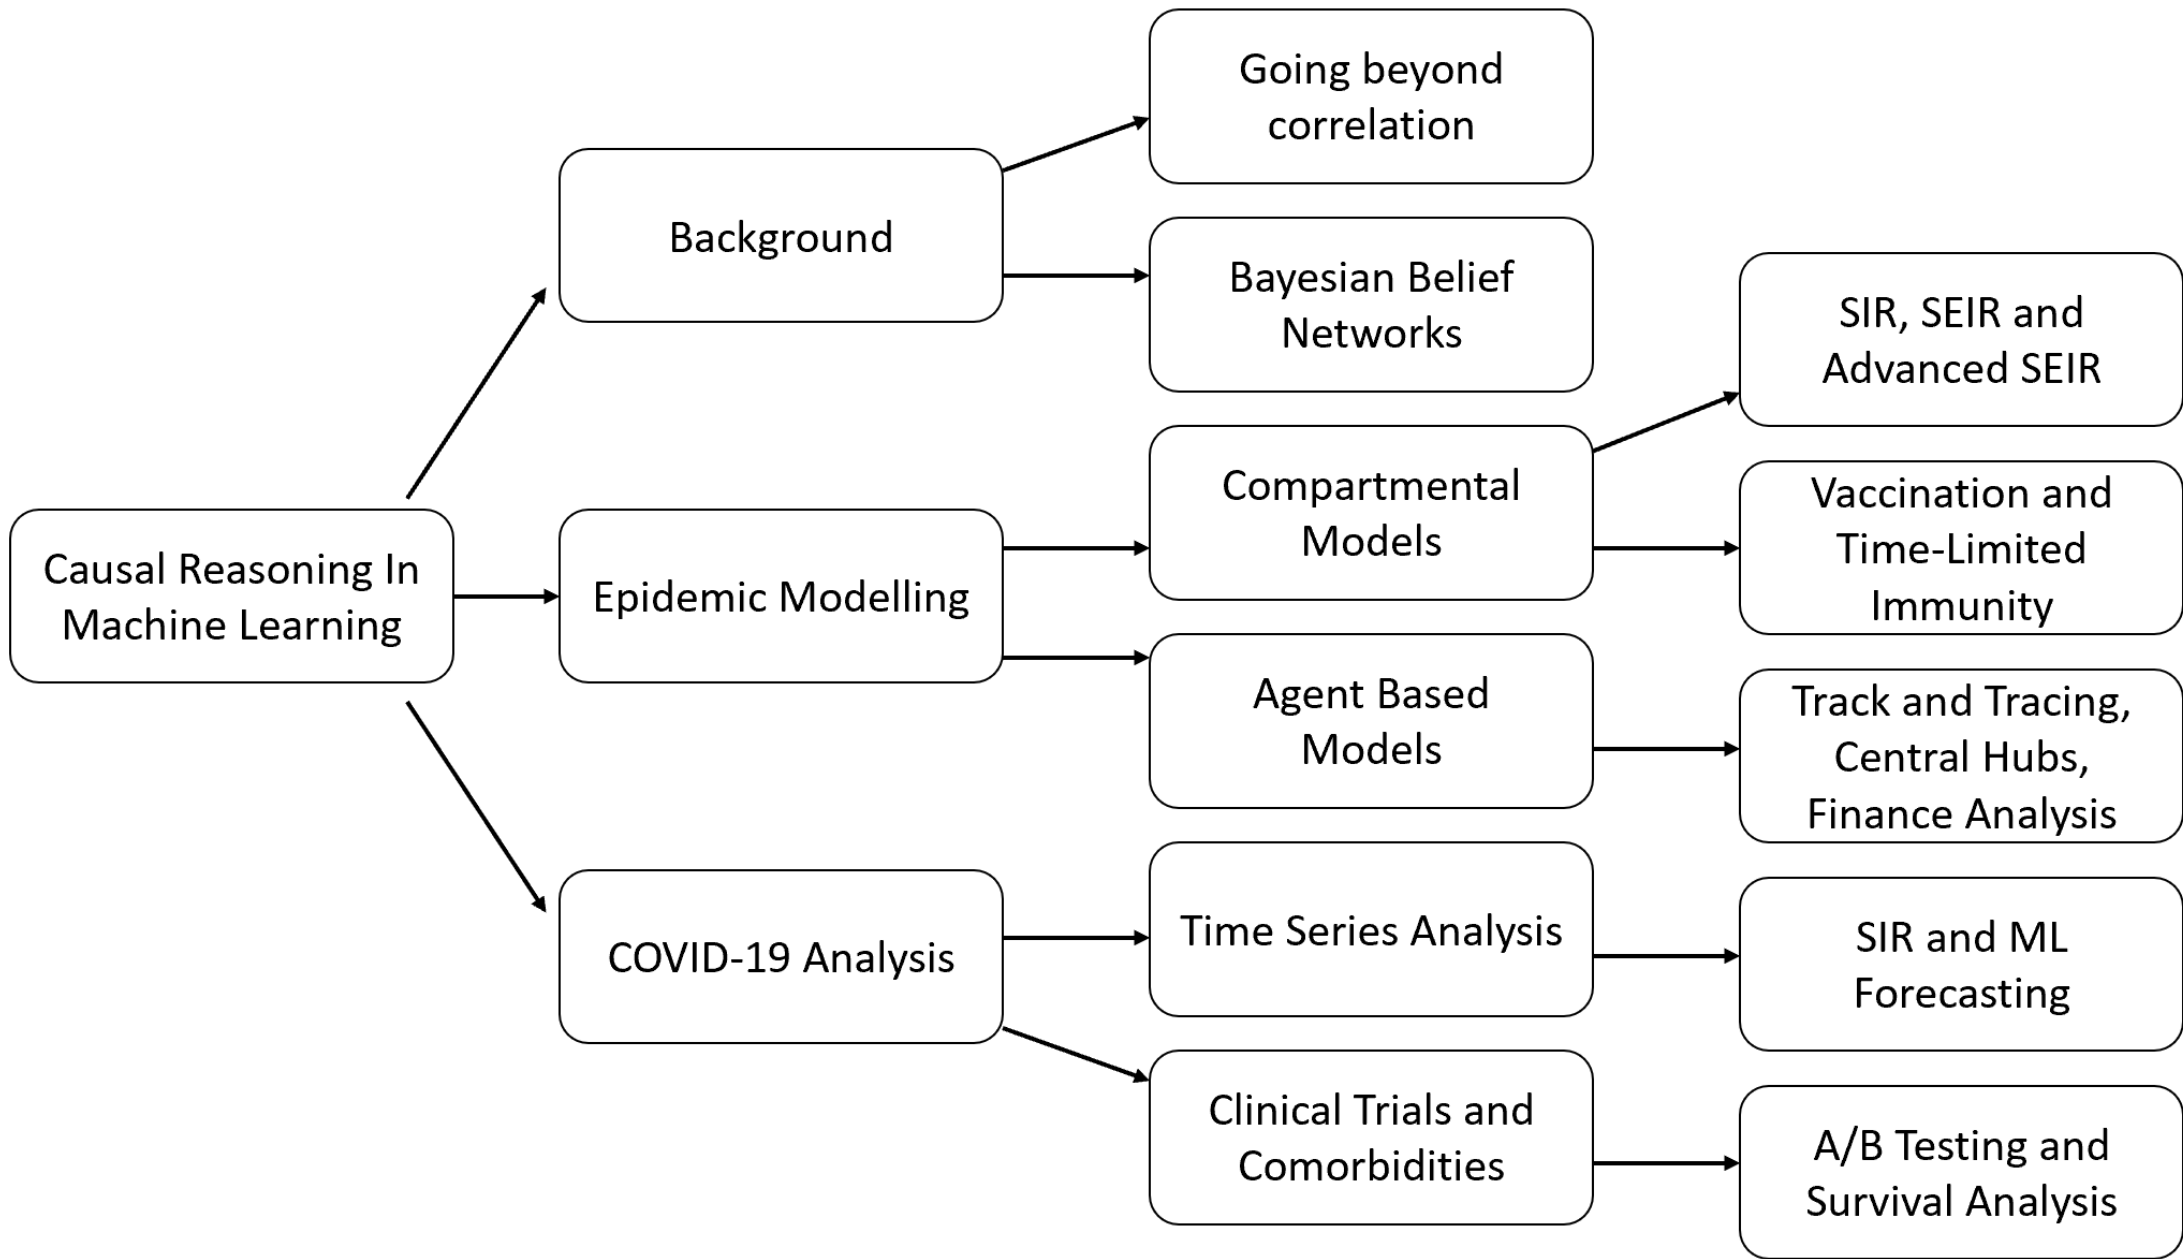 Causal Reasoning In
Machine Learning
Background
Epidemic Modelling
COVID-19 Analysis
Going beyond
correlation
Bayesian Belief
Networks
Compartmental
Models
Agent Based
Models
Time Series Analysis
Clinical Trials and
Comorbidities
SIR, SEIR and
Advanced SEIR
Vaccination and
Time-Limited
Immunity
Track and Tracing,
Central Hubs,
Finance Analysis
SIR and ML
Forecasting
A/B Testing and
Survival Analysis